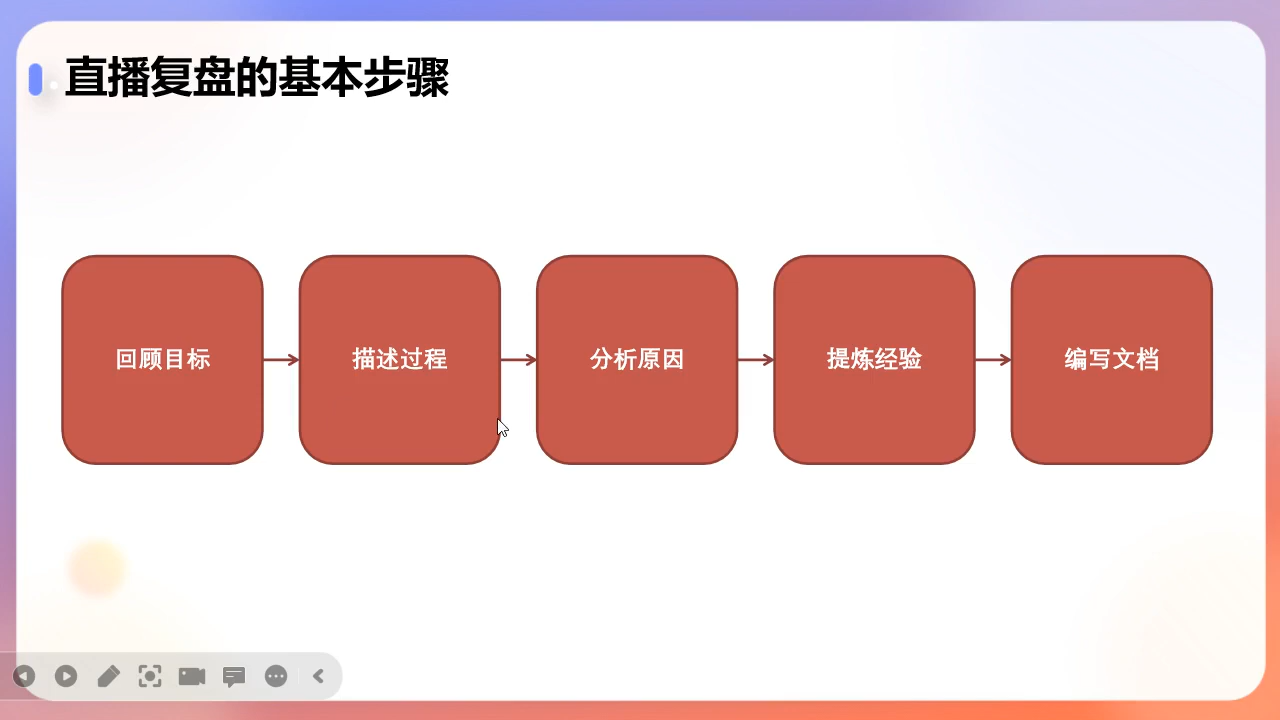 直播复盘的基本步骤
回顾目标
描述过程
分析原因
提炼经验
编写文档